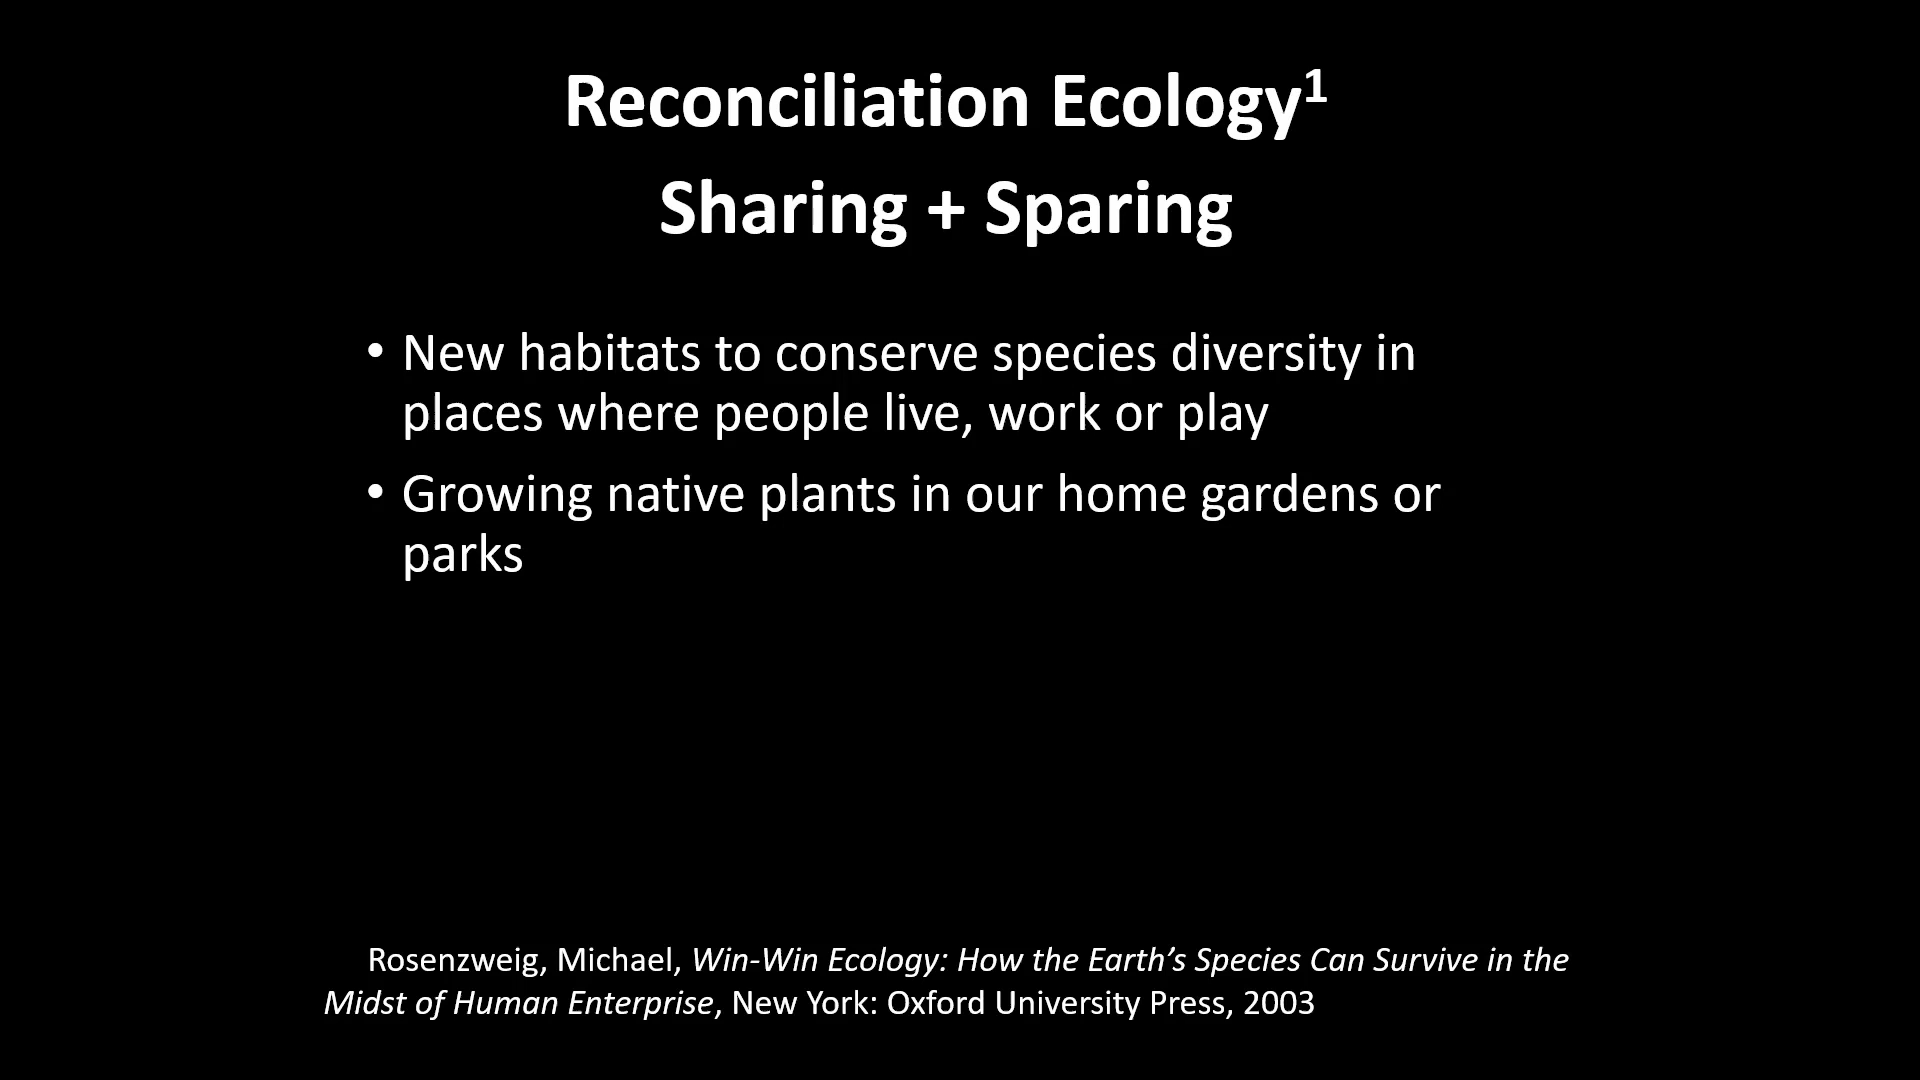 Reconciliation Ecology¹
Sharing + Sparing
• New habitats to conserve species diversity in
places where people live, work or play
• Growing native plants in our home gardens or
parks
Rosenzweig, Michael, Win-Win Ecology: How the Earth’s Species Can Survive in the
Midst of Human Enterprise, New York: Oxford University Press, 2003